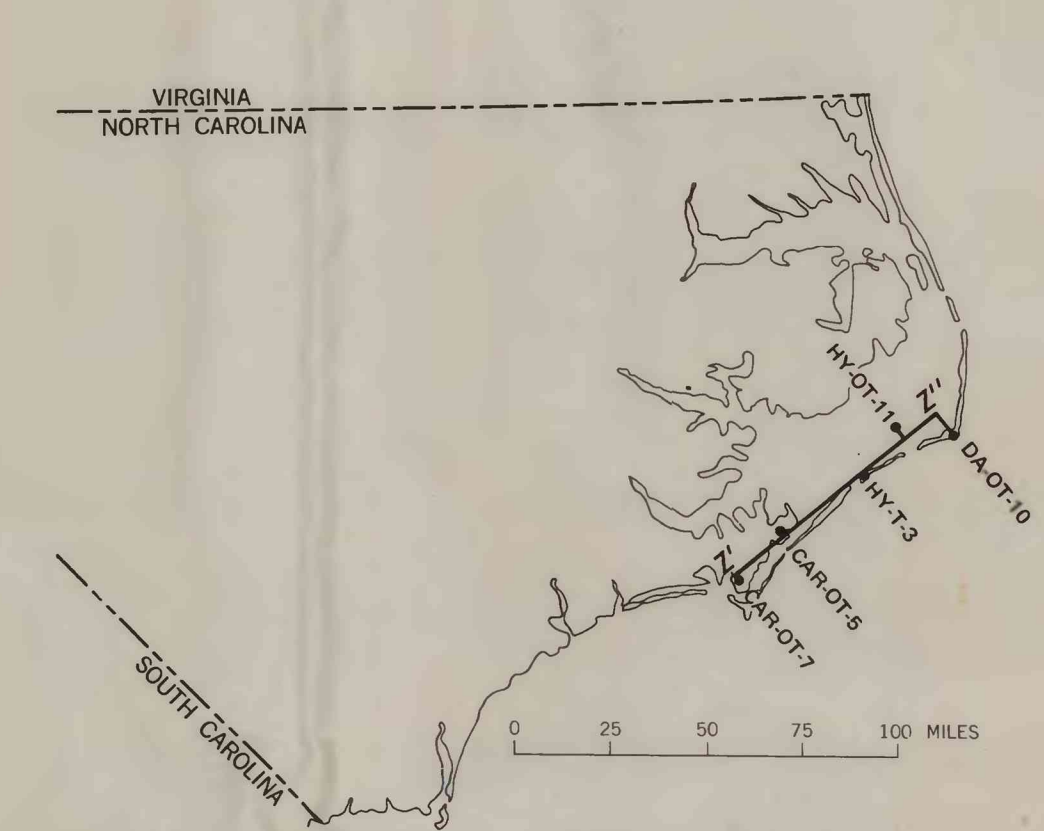 VIRGINIA
NORTH CAROLINA
HY-OT-11
Z"
DA-OT-10
HY-T-3
Z'
CAR-OT-5
CAR-OT-7
SOUTH CAROLINA
0 25 50 75 100 MILES